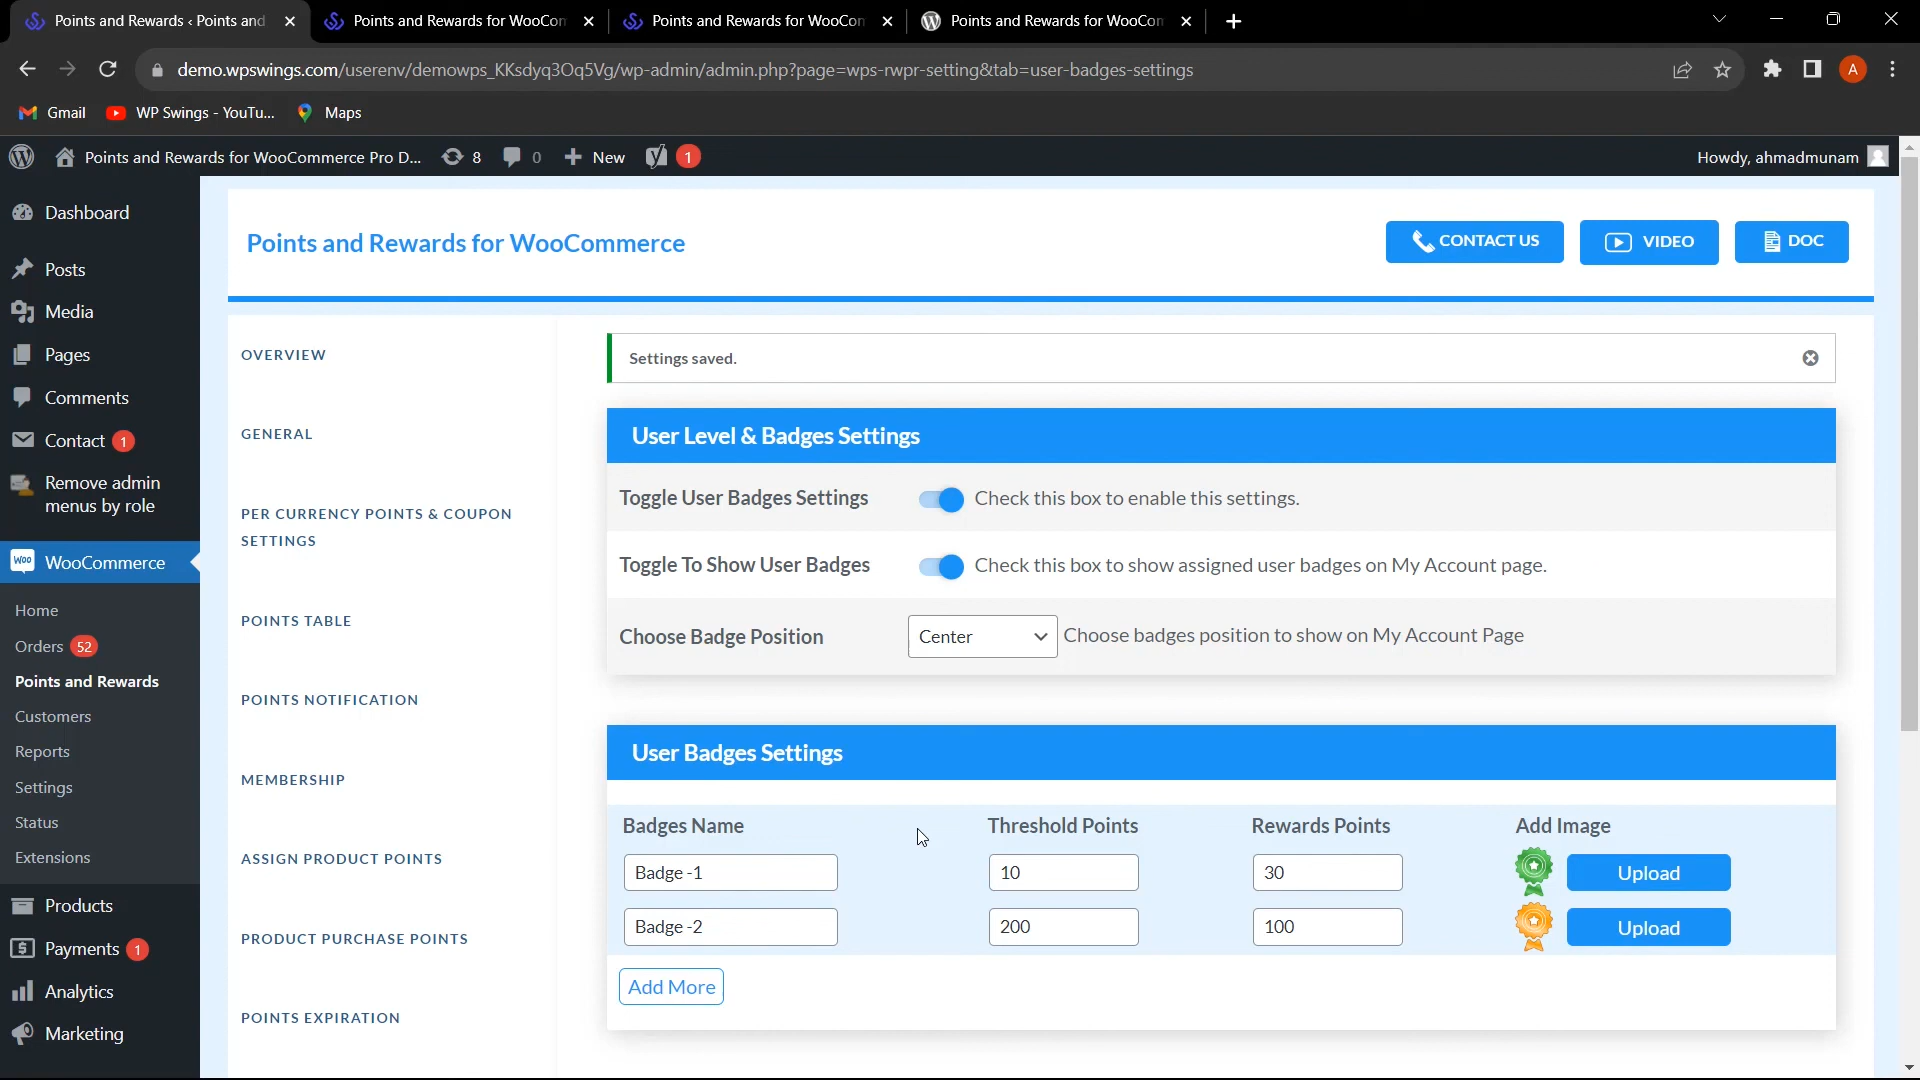 Points and Rewards ‹ Points and
Points and Rewards for WooCon
Points and Rewards for WooCon
Points and Rewards for WooCon
demo.wpswings.com/userenv/demowps_KKsdyq3Oq5Vg/wp-admin/admin.php?page=wps-rwpr-setting&tab=user-badges-settings
A
Gmail
WP Swings - YouTu...
Maps
Points and Rewards for WooCommerce Pro D...
8
0
New
1
Howdy, ahmadmunam
Dashboard
Posts
Media
Pages
Comments
Contact 1
Remove admin
menus by role
Woo
WooCommerce
Home
Orders 52
Points and Rewards
Customers
Reports
Settings
Status
Extensions
Products
Payments 1
Analytics
Marketing
Points and Rewards for WooCommerce
CONTACT US
VIDEO
DOC
OVERVIEW
GENERAL
PER CURRENCY POINTS & COUPON
SETTINGS
POINTS TABLE
POINTS NOTIFICATION
MEMBERSHIP
ASSIGN PRODUCT POINTS
PRODUCT PURCHASE POINTS
POINTS EXPIRATION
Settings saved.
User Level & Badges Settings
Toggle User Badges Settings
Check this box to enable this settings.
Toggle To Show User Badges
Check this box to show assigned user badges on My Account page.
Choose Badge Position
Center
Choose badges position to show on My Account Page
User Badges Settings
Badges Name
Threshold Points
Rewards Points
Add Image
Badge -1
10
30
Upload
Badge -2
200
100
Upload
Add More